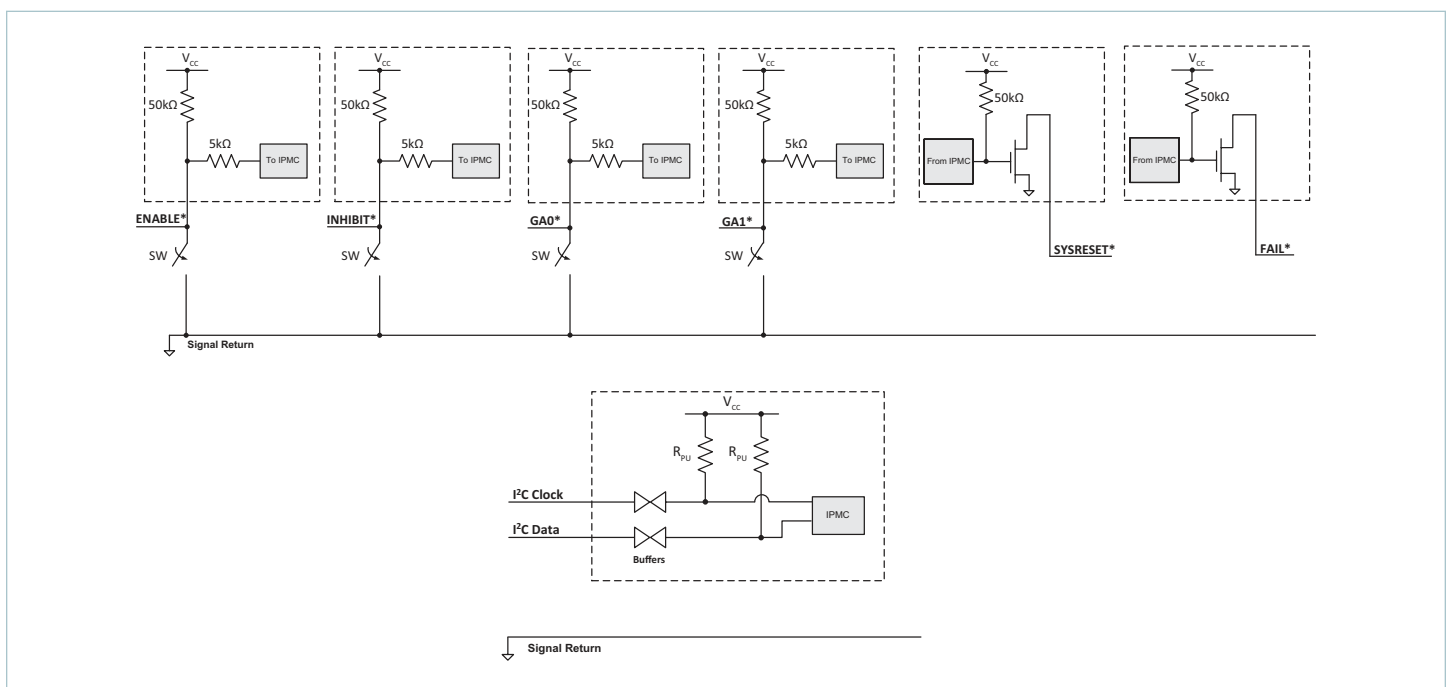 Vcc
50kΩ
5kΩ
To IPMC
ENABLE*
SW
Vcc
50kΩ
5kΩ
To IPMC
INHIBIT*
SW
Vcc
50kΩ
5kΩ
To IPMC
GA0*
SW
Vcc
50kΩ
5kΩ
To IPMC
GA1*
SW
Vcc
50kΩ
From IPMC
SYSRESET*
Vcc
50kΩ
From IPMC
FAIL*
Signal Return
Vcc
RPU
RPU
I²C Clock
I²C Data
IPMC
Buffers
Signal Return